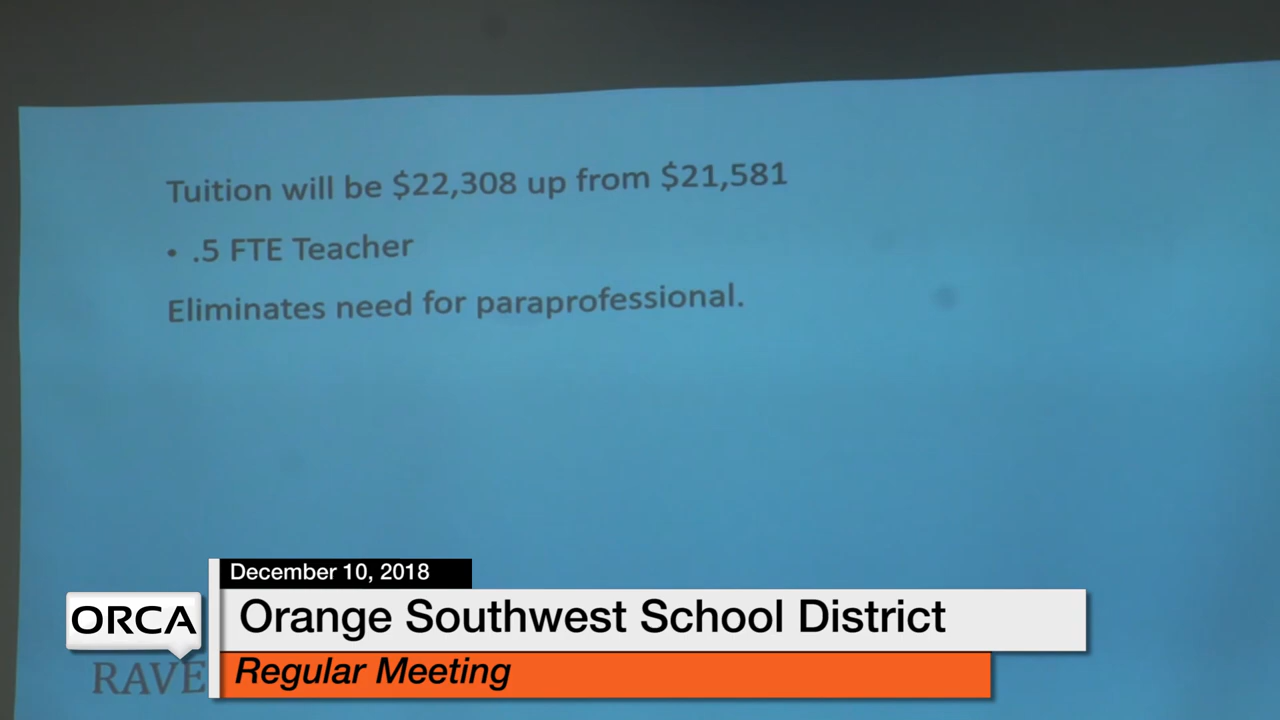 Tuition will be $22,308 up from $21,581
• .5 FTE Teacher
Eliminates need for paraprofessional.
December 10, 2018
ORCA
Orange Southwest School District
RAVE
Regular Meeting